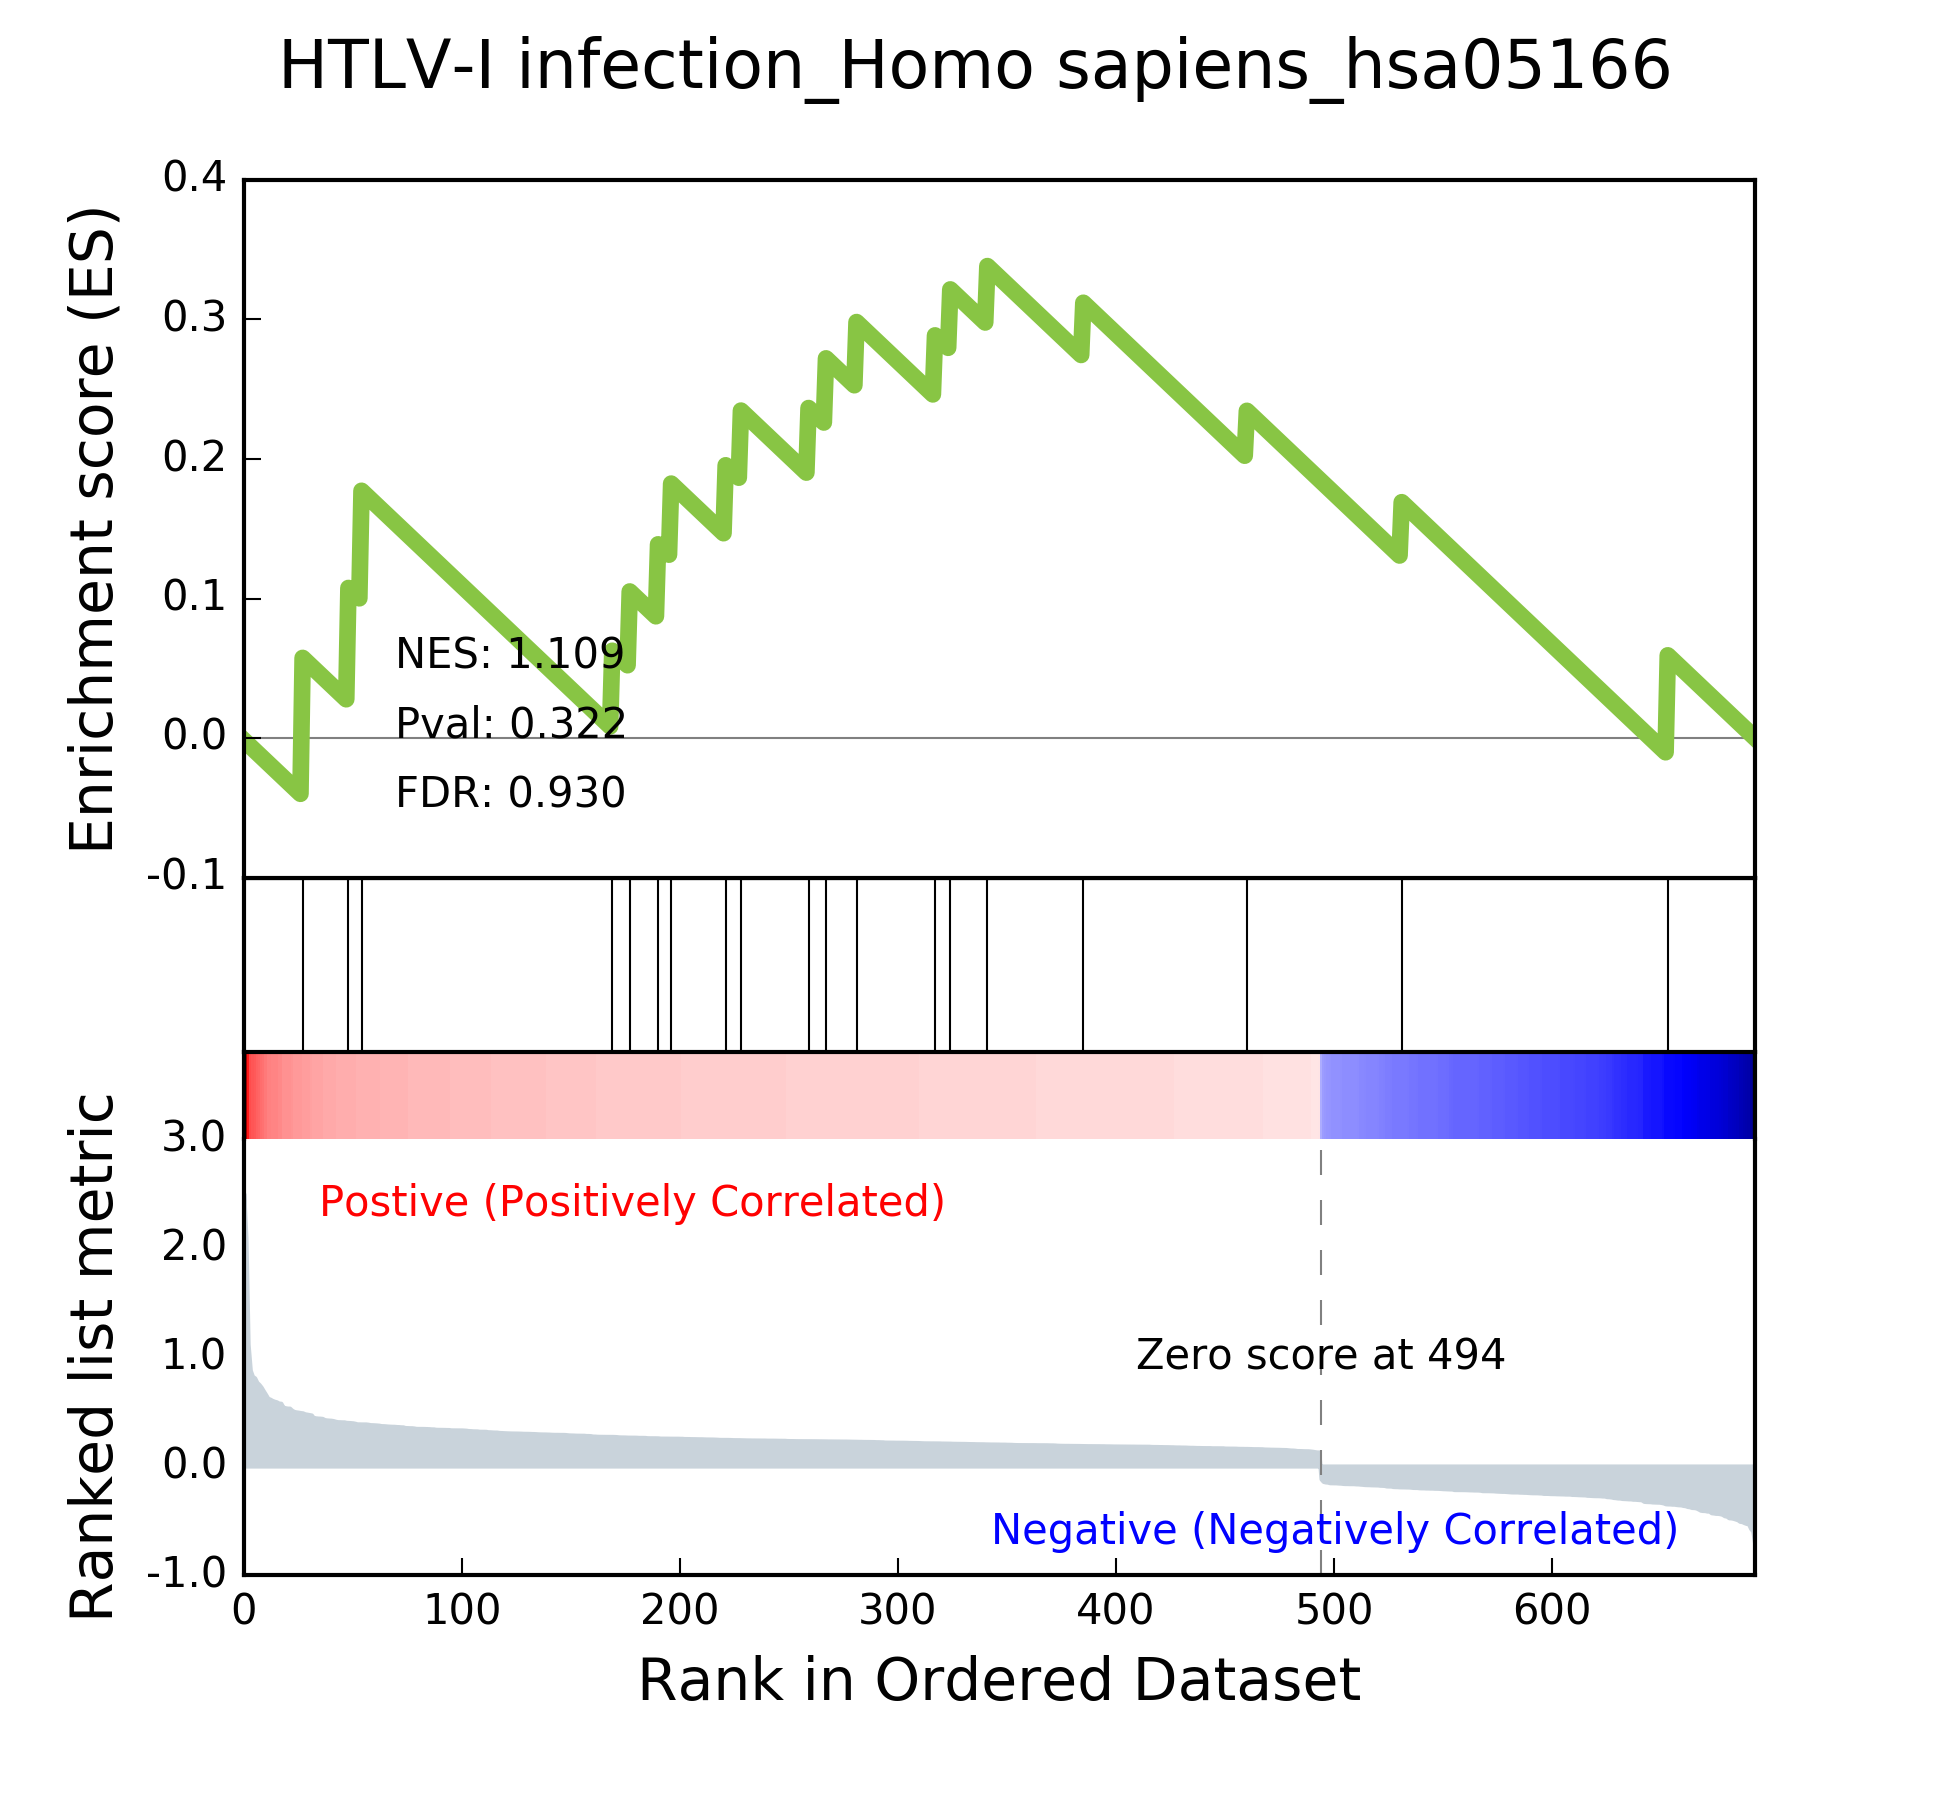 HTLV-I infection_Homo sapiens_hsa05166
Enrichment score (ES)
0.4
0.3
0.2
0.1
0.0
-0.1
NES: 1.109
Pval: 0.322
FDR: 0.930
Ranked list metric
3.0
2.0
1.0
0.0
-1.0
Postive (Positively Correlated)
Zero score at 494
Negative (Negatively Correlated)
0 100 200 300 400 500 600
Rank in Ordered Dataset